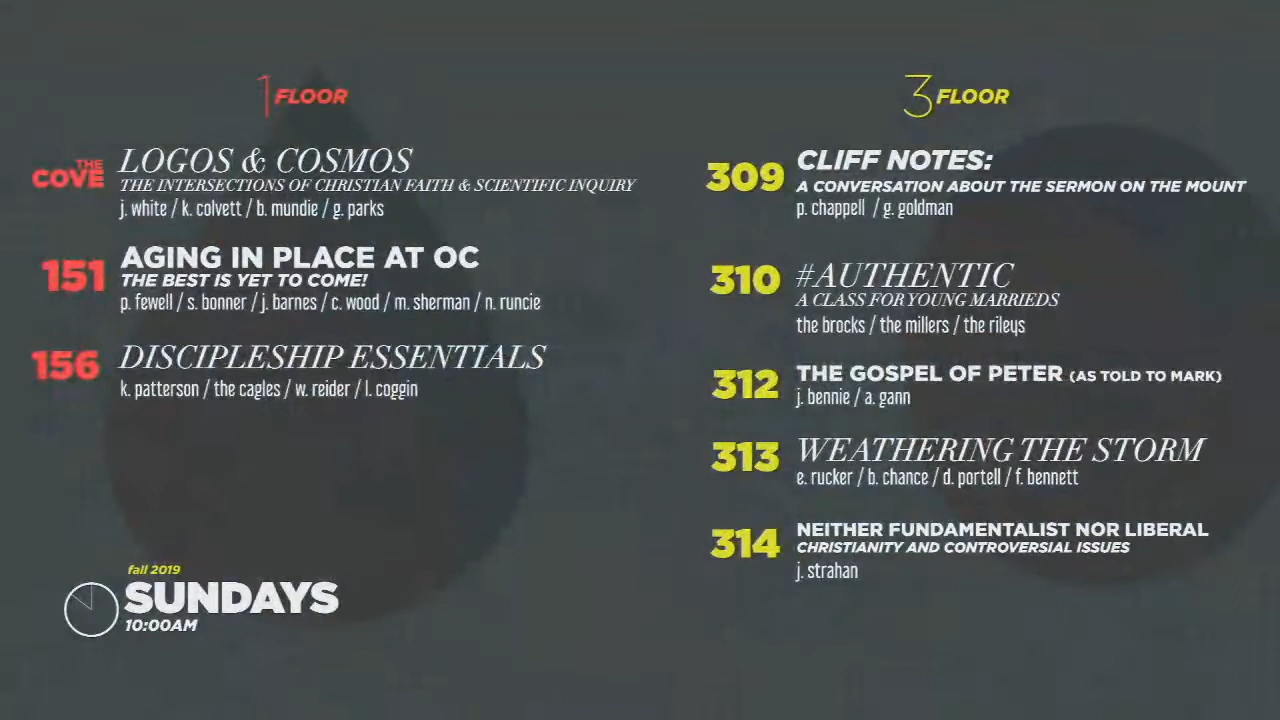 1 FLOOR
THE COVE
LOGOS & COSMOS
THE INTERSECTIONS OF CHRISTIAN FAITH & SCIENTIFIC INQUIRY
j. white / k. colvett / b. mundie / g. parks
151
AGING IN PLACE AT OC
THE BEST IS YET TO COME!
p. fewell / s. bonner / j. barnes / c. wood / m. sherman / n. runcie
156
DISCIPLESHIP ESSENTIALS
k. patterson / the cagles / w. reider / l. coggin
fall 2019
SUNDAYS
10:00AM
3 FLOOR
309
CLIFF NOTES:
A CONVERSATION ABOUT THE SERMON ON THE MOUNT
p. chappell / g. goldman
310
#AUTHENTIC
A CLASS FOR YOUNG MARRIEDS
the brocks / the millers / the rileys
312
THE GOSPEL OF PETER (AS TOLD TO MARK)
j. bennie / a. gann
313
WEATHERING THE STORM
e. rucker / b. chance / d. portell / f. bennett
314
NEITHER FUNDAMENTALIST NOR LIBERAL
CHRISTIANITY AND CONTROVERSIAL ISSUES
j. strahan